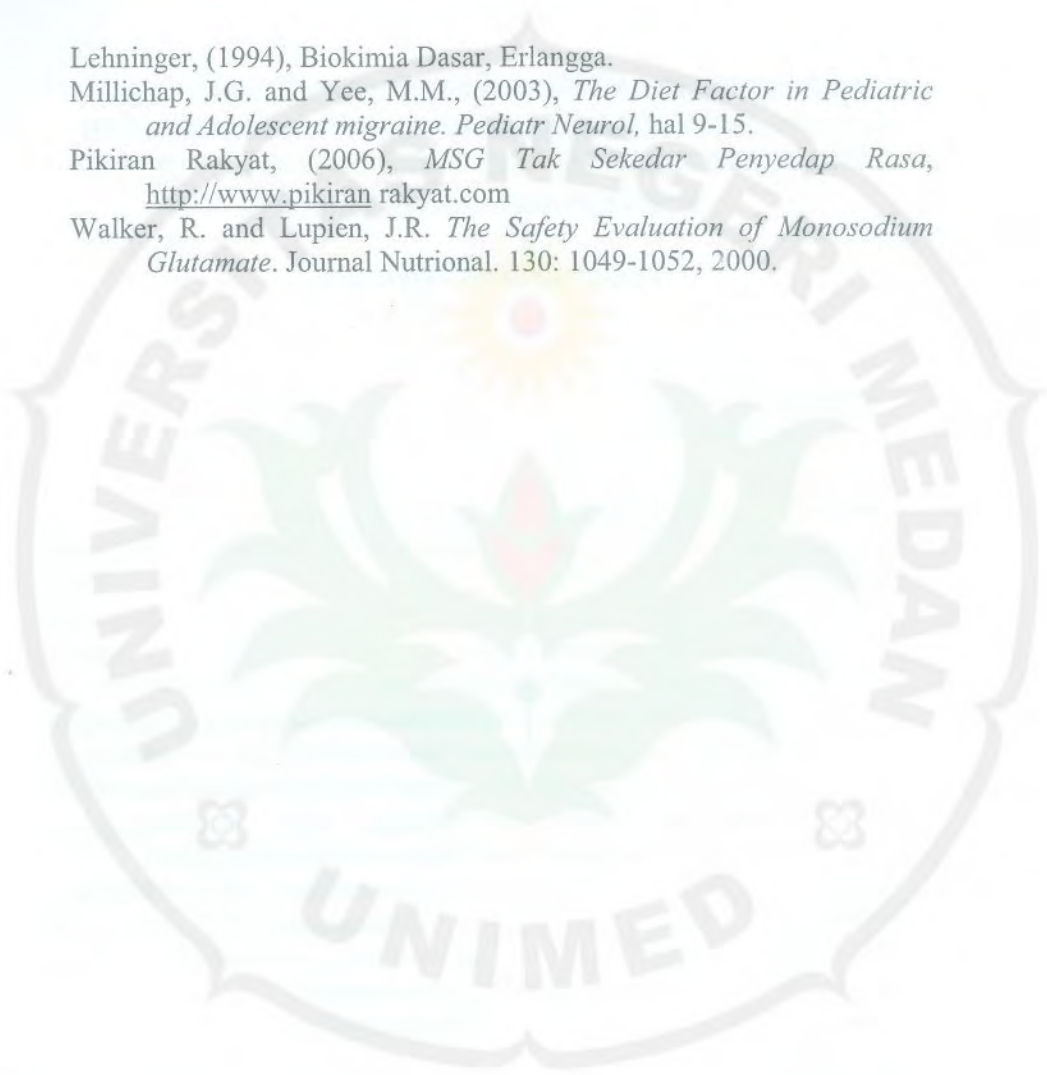 Lehninger, (1994), Biokimia Dasar, Erlangga.
Millichap, J.G. and Yee, M.M., (2003), The Diet Factor in Pediatric
and Adolescent migraine. Pediatr Neurol, hal 9-15.
Pikiran Rakyat, (2006), MSG Tak Sekedar Penyedap Rasa,
http://www.pikiran rakyat.com
Walker, R. and Lupien, J.R. The Safety Evaluation of Monosodium
Glutamate. Journal Nutrional. 130: 1049-1052, 2000.
UNIVERSITAS NEGERI MEDAN
UNIMED